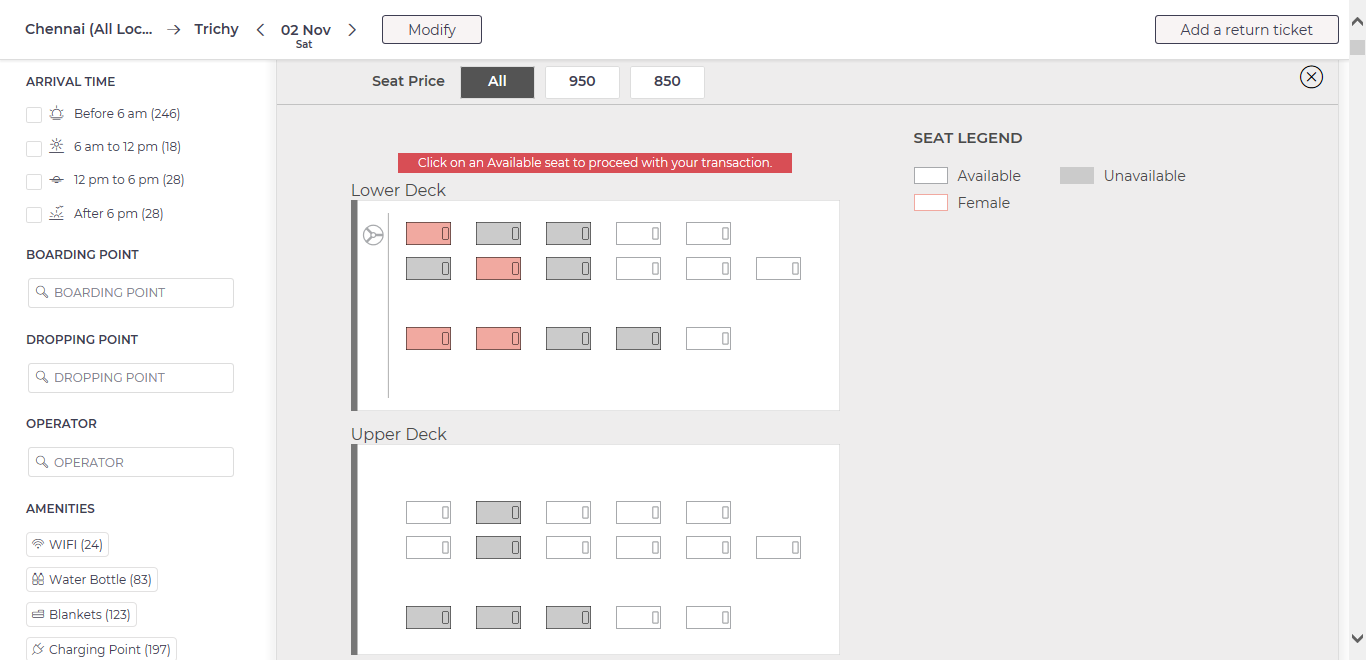 Chennai (All Loc... → Trichy < 02 Nov > Modify Add a return ticket
Sat
ARRIVAL TIME
Before 6 am (246)
6 am to 12 pm (18)
12 pm to 6 pm (28)
After 6 pm (28)
BOARDING POINT
BOARDING POINT
DROPPING POINT
DROPPING POINT
OPERATOR
OPERATOR
AMENITIES
WIFI (24)
Water Bottle (83)
Blankets (123)
Charging Point (197)
Seat Price All 950 850
Click on an Available seat to proceed with your transaction.
Lower Deck
Upper Deck
SEAT LEGEND
Available Unavailable
Female